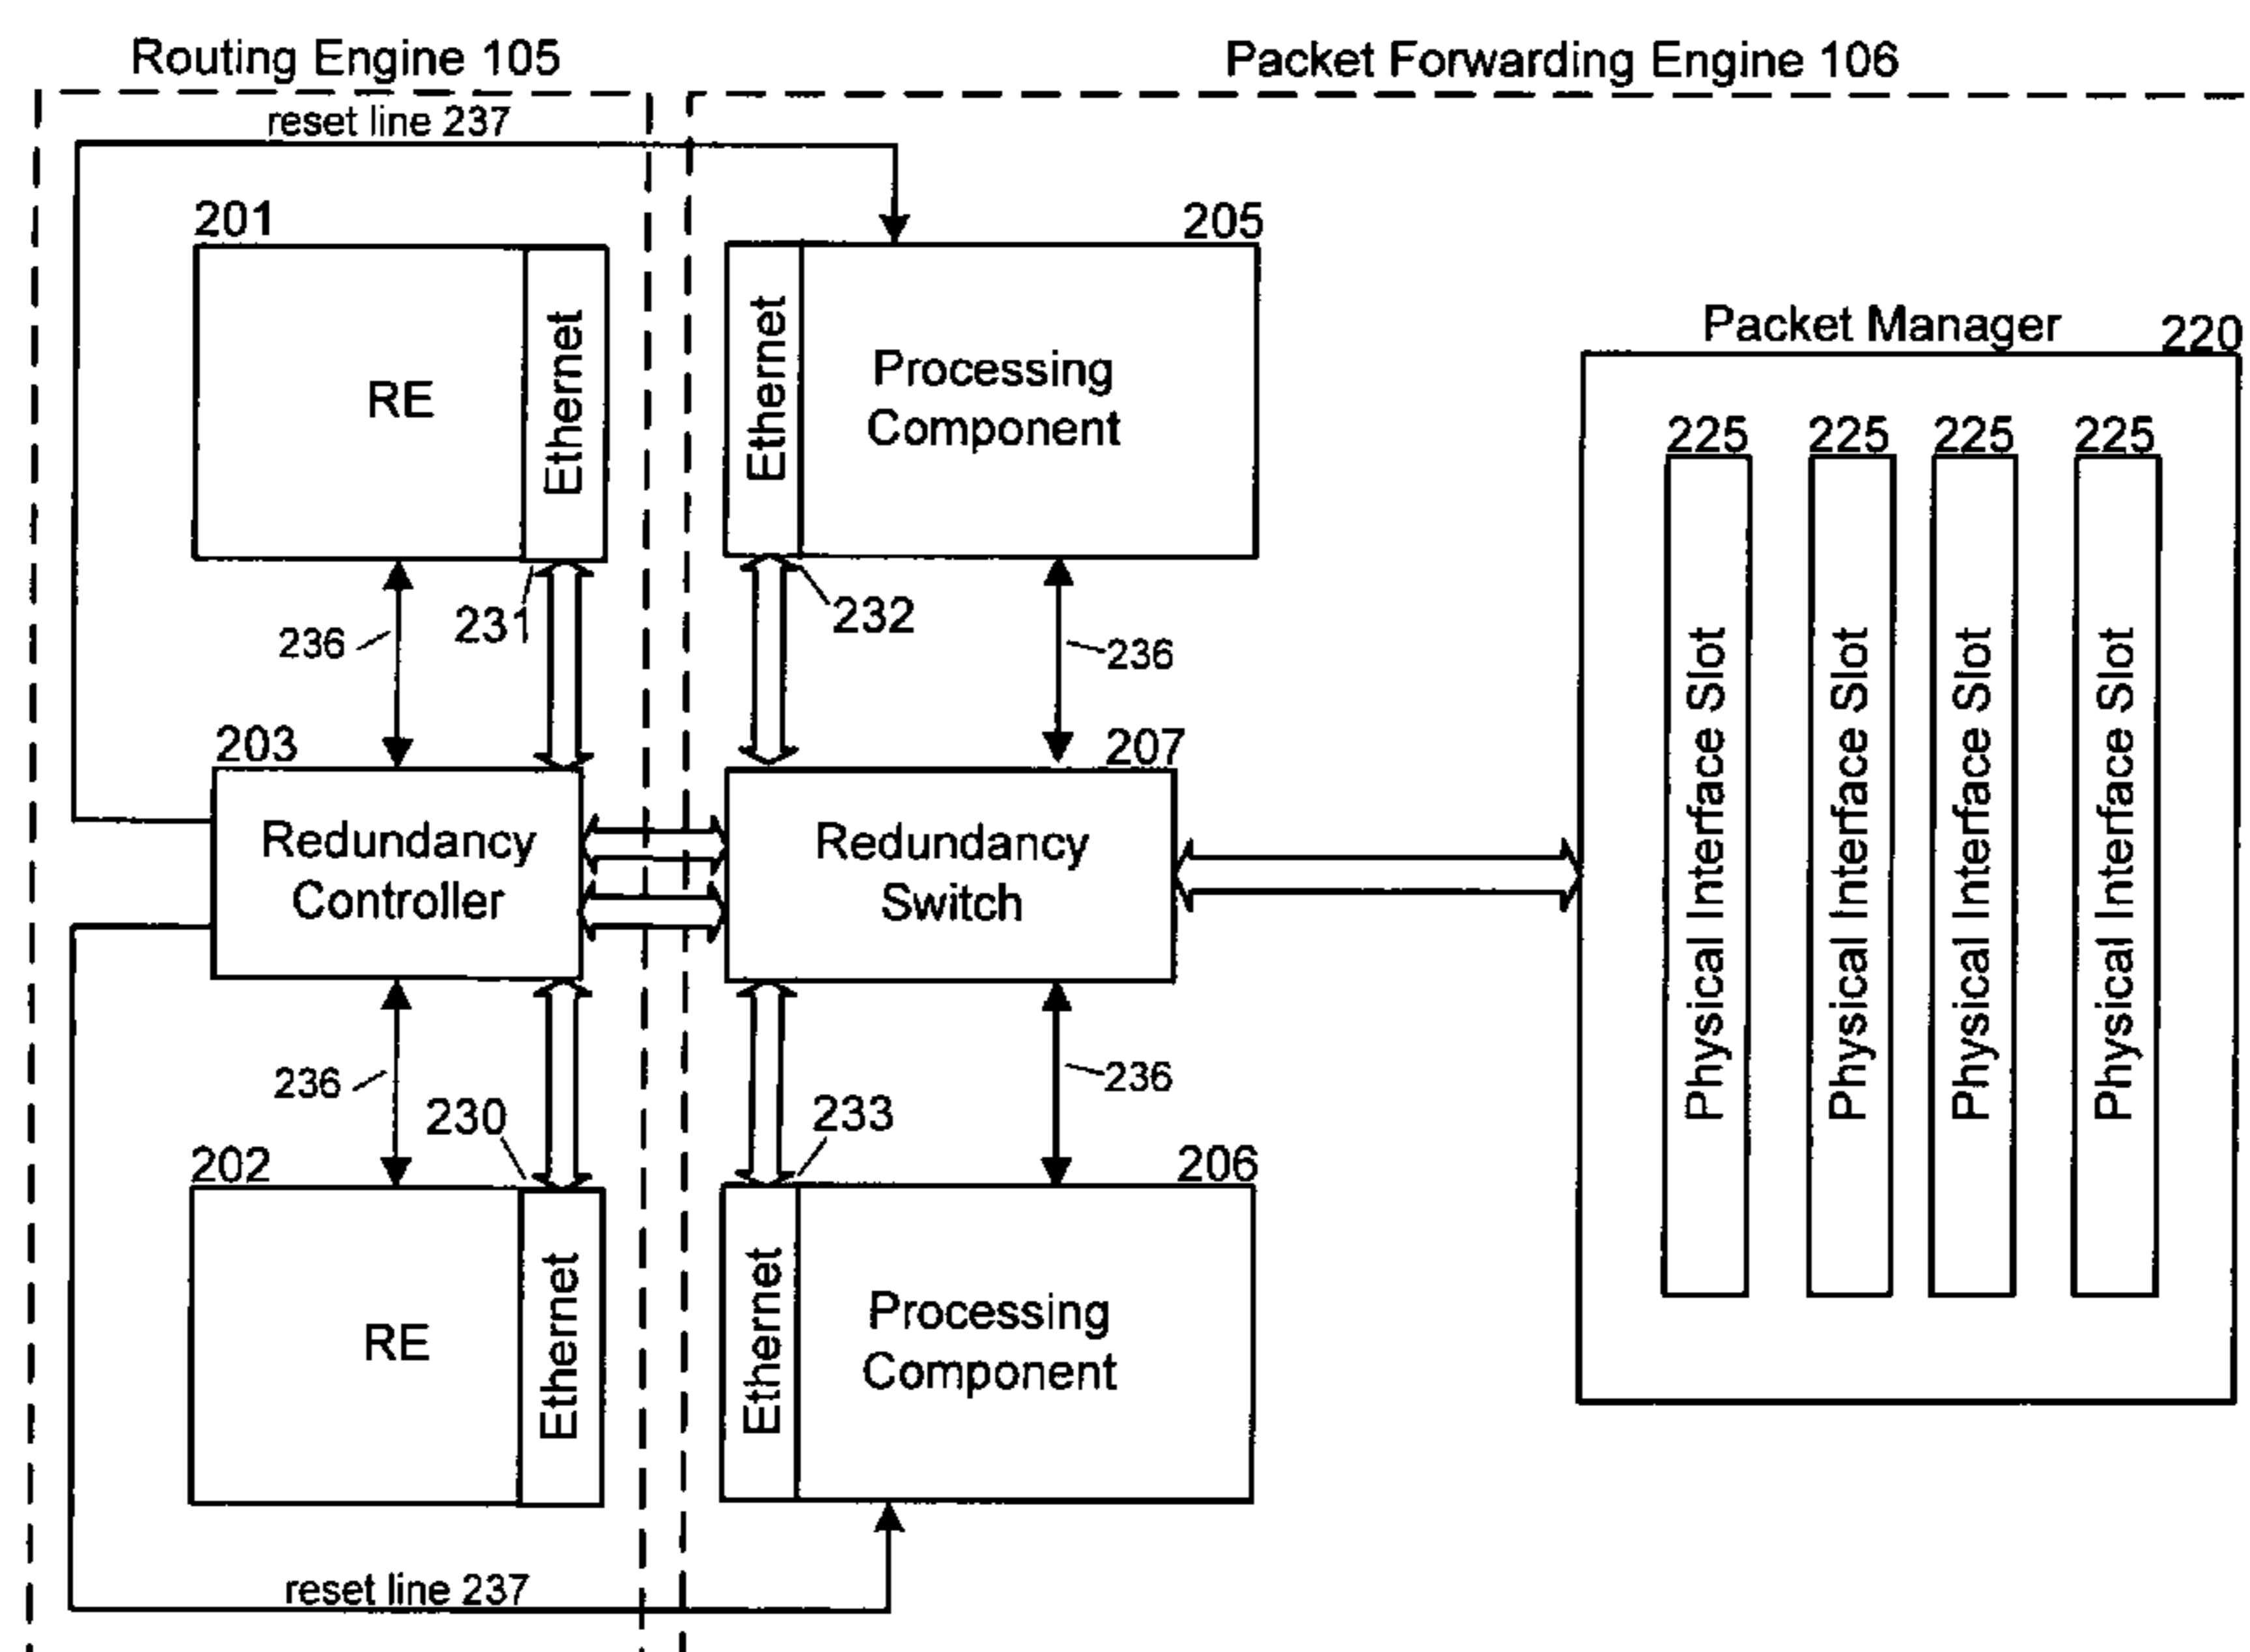 Routing Engine 105
Packet Forwarding Engine 106
reset line 237
201
205
RE
Ethernet
Ethernet
Processing
Component
Packet Manager
220
225
225
225
225
Physical Interface Slot
Physical Interface Slot
Physical Interface Slot
Physical Interface Slot
236
231
232
236
203
207
Redundancy
Controller
Redundancy
Switch
236
230
233
236
202
206
RE
Ethernet
Ethernet
Processing
Component
reset line 237